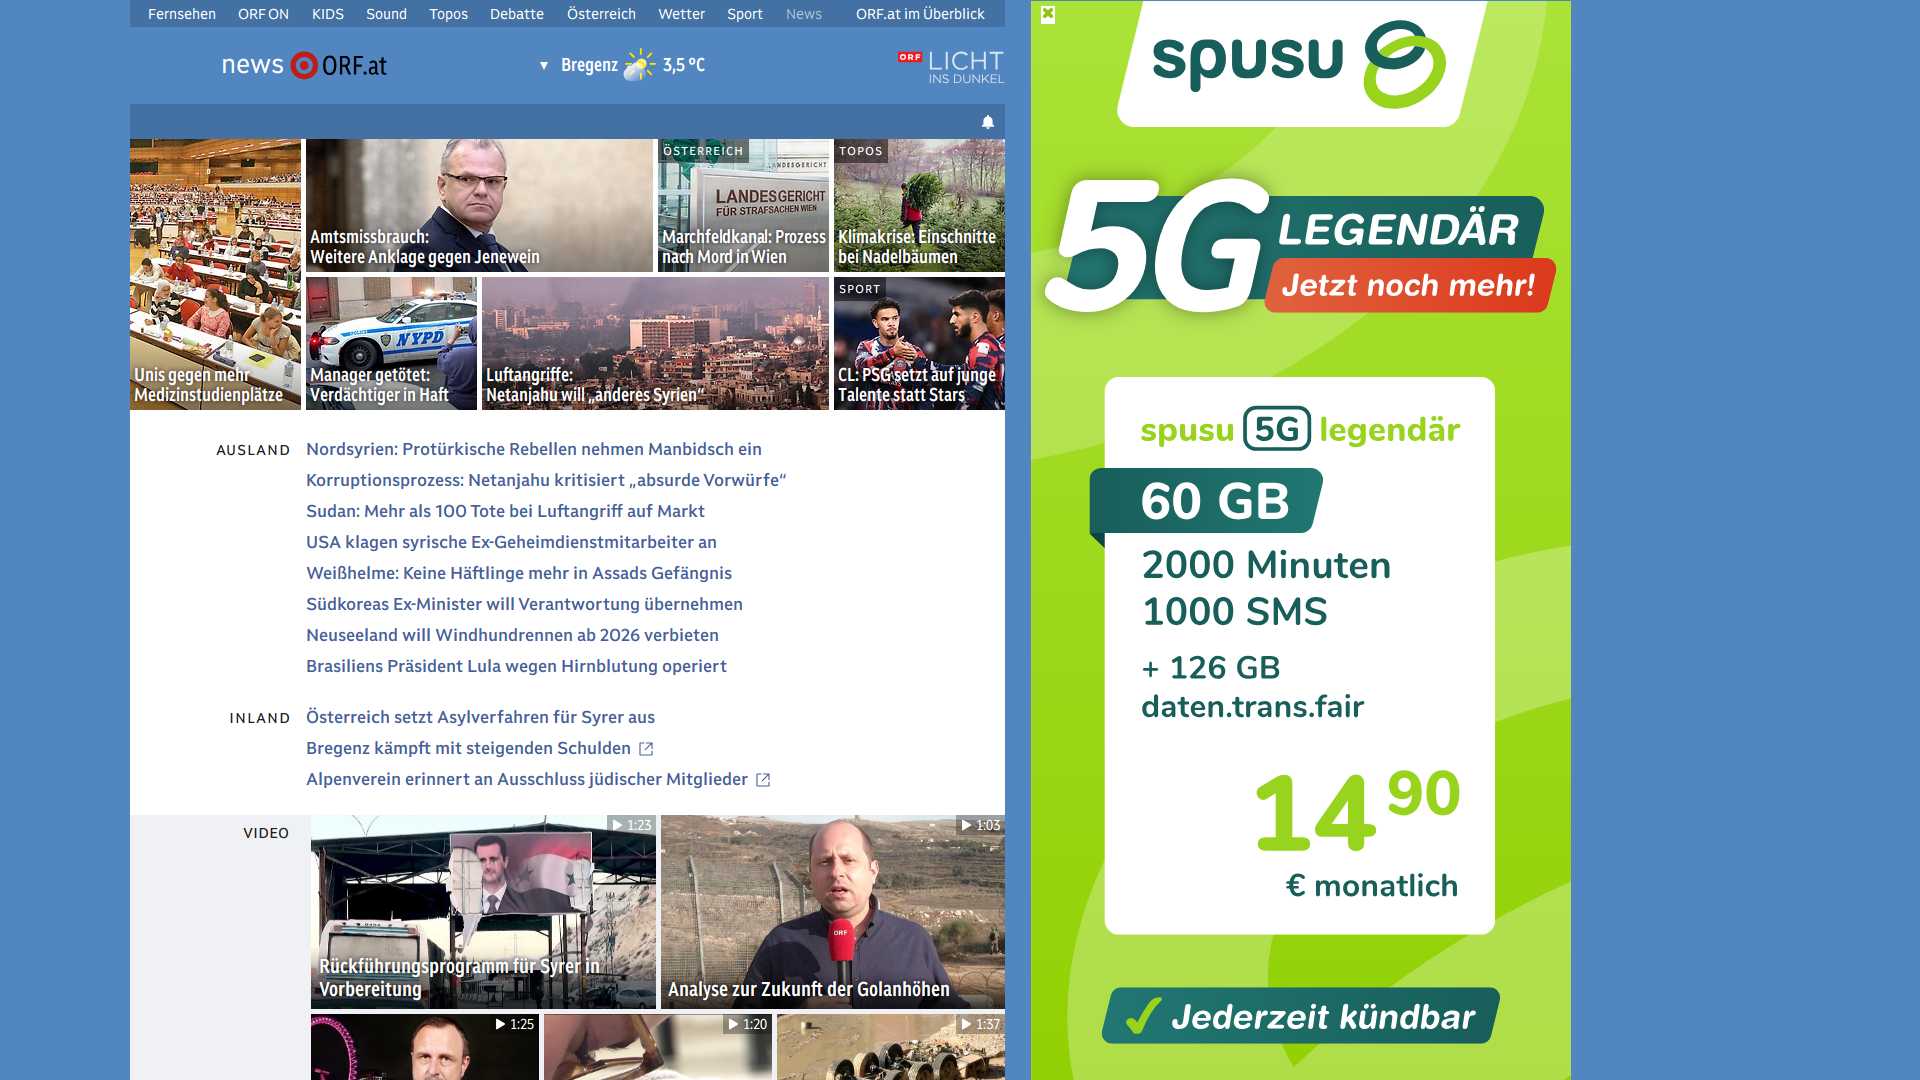 Fernsehen ORF ON KIDS Sound Topos Debatte Österreich Wetter Sport News ORF.at im Überblick
news ORF.at
▼ Bregenz 3,5 °C
ORF LICHT
INS DUNKEL
Unis gegen mehr
Medizinstudienplätze
Amtsmissbrauch:
Weitere Anklage gegen Jenewein
ÖSTERREICH
LANDESGERICHT
LANDESGERICHT
FÜR STRAFSACHEN WIEN
Marchfeldkanal: Prozess
nach Mord in Wien
TOPOS
Klimakrise: Einschnitte
bei Nadelbäumen
NYPD
Manager getötet:
Verdächtiger in Haft
Luftangriffe:
Netanjahu will „anderes Syrien“
SPORT
CL: PSG setzt auf junge
Talente statt Stars
AUSLAND
Nordsyrien: Protürkische Rebellen nehmen Manbidsch ein
Korruptionsprozess: Netanjahu kritisiert „absurde Vorwürfe“
Sudan: Mehr als 100 Tote bei Luftangriff auf Markt
USA klagen syrische Ex-Geheimdienstmitarbeiter an
Weißhelme: Keine Häftlinge mehr in Assads Gefängnis
Südkoreas Ex-Minister will Verantwortung übernehmen
Neuseeland will Windhundrennen ab 2026 verbieten
Brasiliens Präsident Lula wegen Hirnblutung operiert
INLAND
Österreich setzt Asylverfahren für Syrer aus
Bregenz kämpft mit steigenden Schulden
Alpenverein erinnert an Ausschluss jüdischer Mitglieder
VIDEO
1:23
Rückführungsprogramm für Syrer in
Vorbereitung
1:03
ORF
Analyse zur Zukunft der Golanhöhen
1:25
1:20
1:37
spusu
5G LEGENDÄR
Jetzt noch mehr!
spusu 5G legendär
60 GB
2000 Minuten
1000 SMS
+ 126 GB
daten.trans.fair
14 90
€ monatlich
Jederzeit kündbar